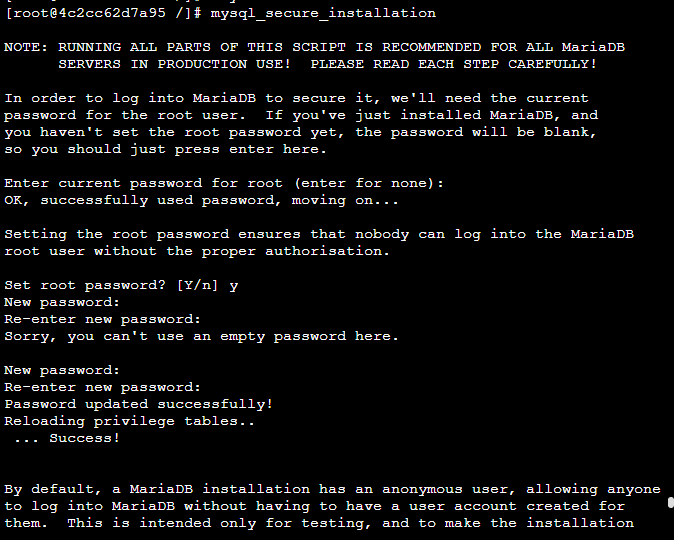 [root@4c2cc62d7a95 /]# mysql_secure_installation
NOTE: RUNNING ALL PARTS OF THIS SCRIPT IS RECOMMENDED FOR ALL MariaDB
SERVERS IN PRODUCTION USE!  PLEASE READ EACH STEP CAREFULLY!
In order to log into MariaDB to secure it, we'll need the current
password for the root user.  If you've just installed MariaDB, and
you haven't set the root password yet, the password will be blank,
so you should just press enter here.
Enter current password for root (enter for none):
OK, successfully used password, moving on...
Setting the root password ensures that nobody can log into the MariaDB
root user without the proper authorisation.
Set root password? [Y/n] y
New password:
Re-enter new password:
Sorry, you can't use an empty password here.
New password:
Re-enter new password:
Password updated successfully!
Reloading privilege tables..
... Success!
By default, a MariaDB installation has an anonymous user, allowing anyone
to log into MariaDB without having to have a user account created for
them.  This is intended only for testing, and to make the installation